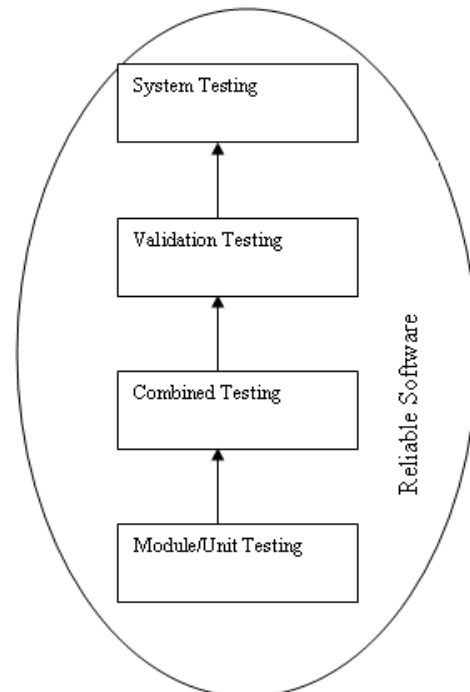 System Testing
Validation Testing
Combined Testing
Reliable Software
Module/Unit Testing